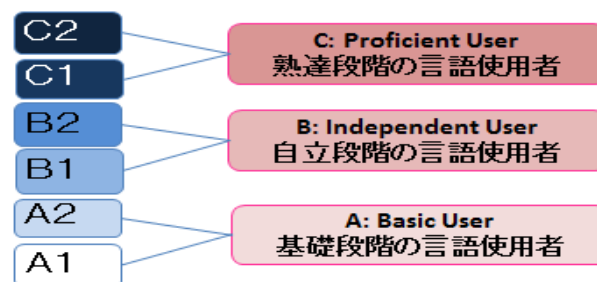 C2
C1
C: Proficient User
熟達段階の言語使用者
B2
B1
B: Independent User
自立段階の言語使用者
A2
A1
A: Basic User
基礎段階の言語使用者